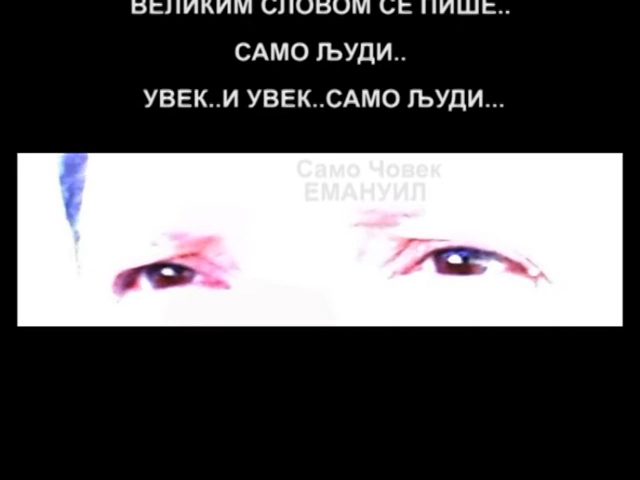 ВЕЛИКИМ СЛОВОМ СЕ ПИШЕ..
САМО ЉУДИ..
УВЕК..И УВЕК..САМО ЉУДИ...
Само Човек
ЕМАНУИЛ